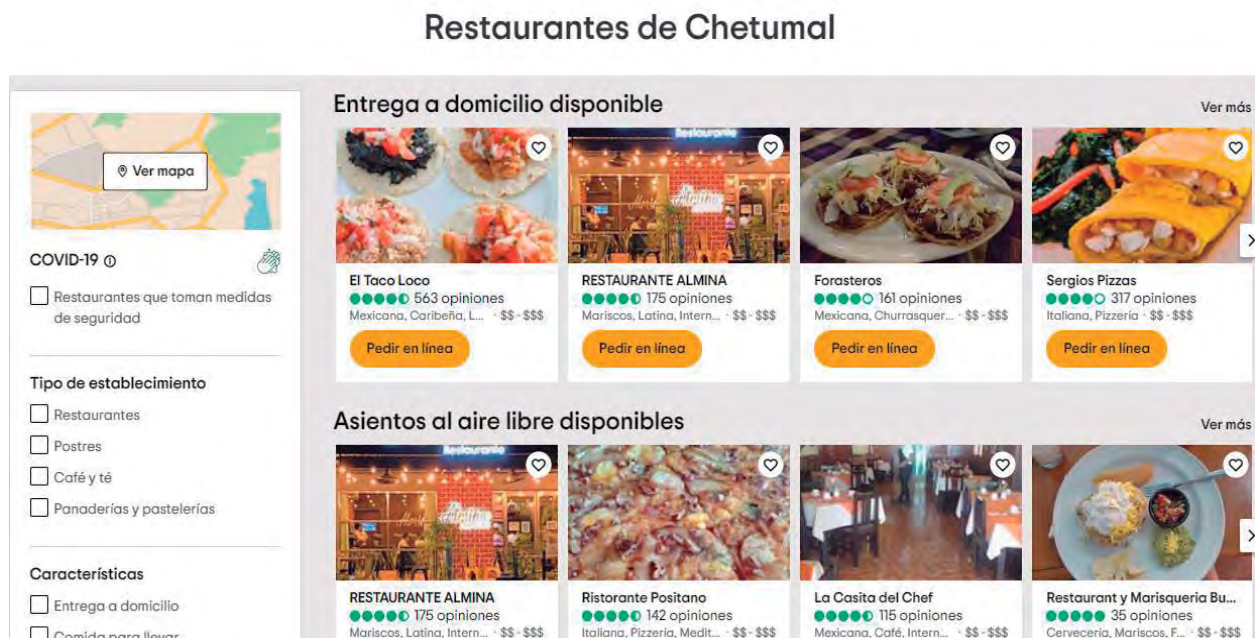 Restaurantes de Chetumal
Ver mapa
COVID-19
Restaurantes que toman medidas
de seguridad
Tipo de establecimiento
Restaurantes
Postres
Café y té
Panaderías y pastelerías
Características
Entrega a domicilio
Comida para llevar
Entrega a domicilio disponible
Ver más
Restaurante
El Taco Loco
563 opiniones
Mexicana, Caribeña, L... · $$ - $$$
Pedir en línea
RESTAURANTE ALMINA
175 opiniones
Mariscos, Latina, Intern... · $$ - $$$
Pedir en línea
Forasteros
161 opiniones
Mexicana, Churrasquer... · $$ - $$$
Pedir en línea
Sergios Pizzas
317 opiniones
Italiana, Pizzería · $$ - $$$
Pedir en línea
Asientos al aire libre disponibles
Ver más
Restaurante
RESTAURANTE ALMINA
175 opiniones
Mariscos, Latina, Intern... · $$ - $$$
Ristorante Positano
142 opiniones
Italiana, Pizzería, Medit... · $$ - $$$
La Casita del Chef
115 opiniones
Mexicana, Café, Intern... · $$ - $$$
Restaurant y Marisqueria Bu...
35 opiniones
Cervecería, Mariscos, E... · $$ - $$$